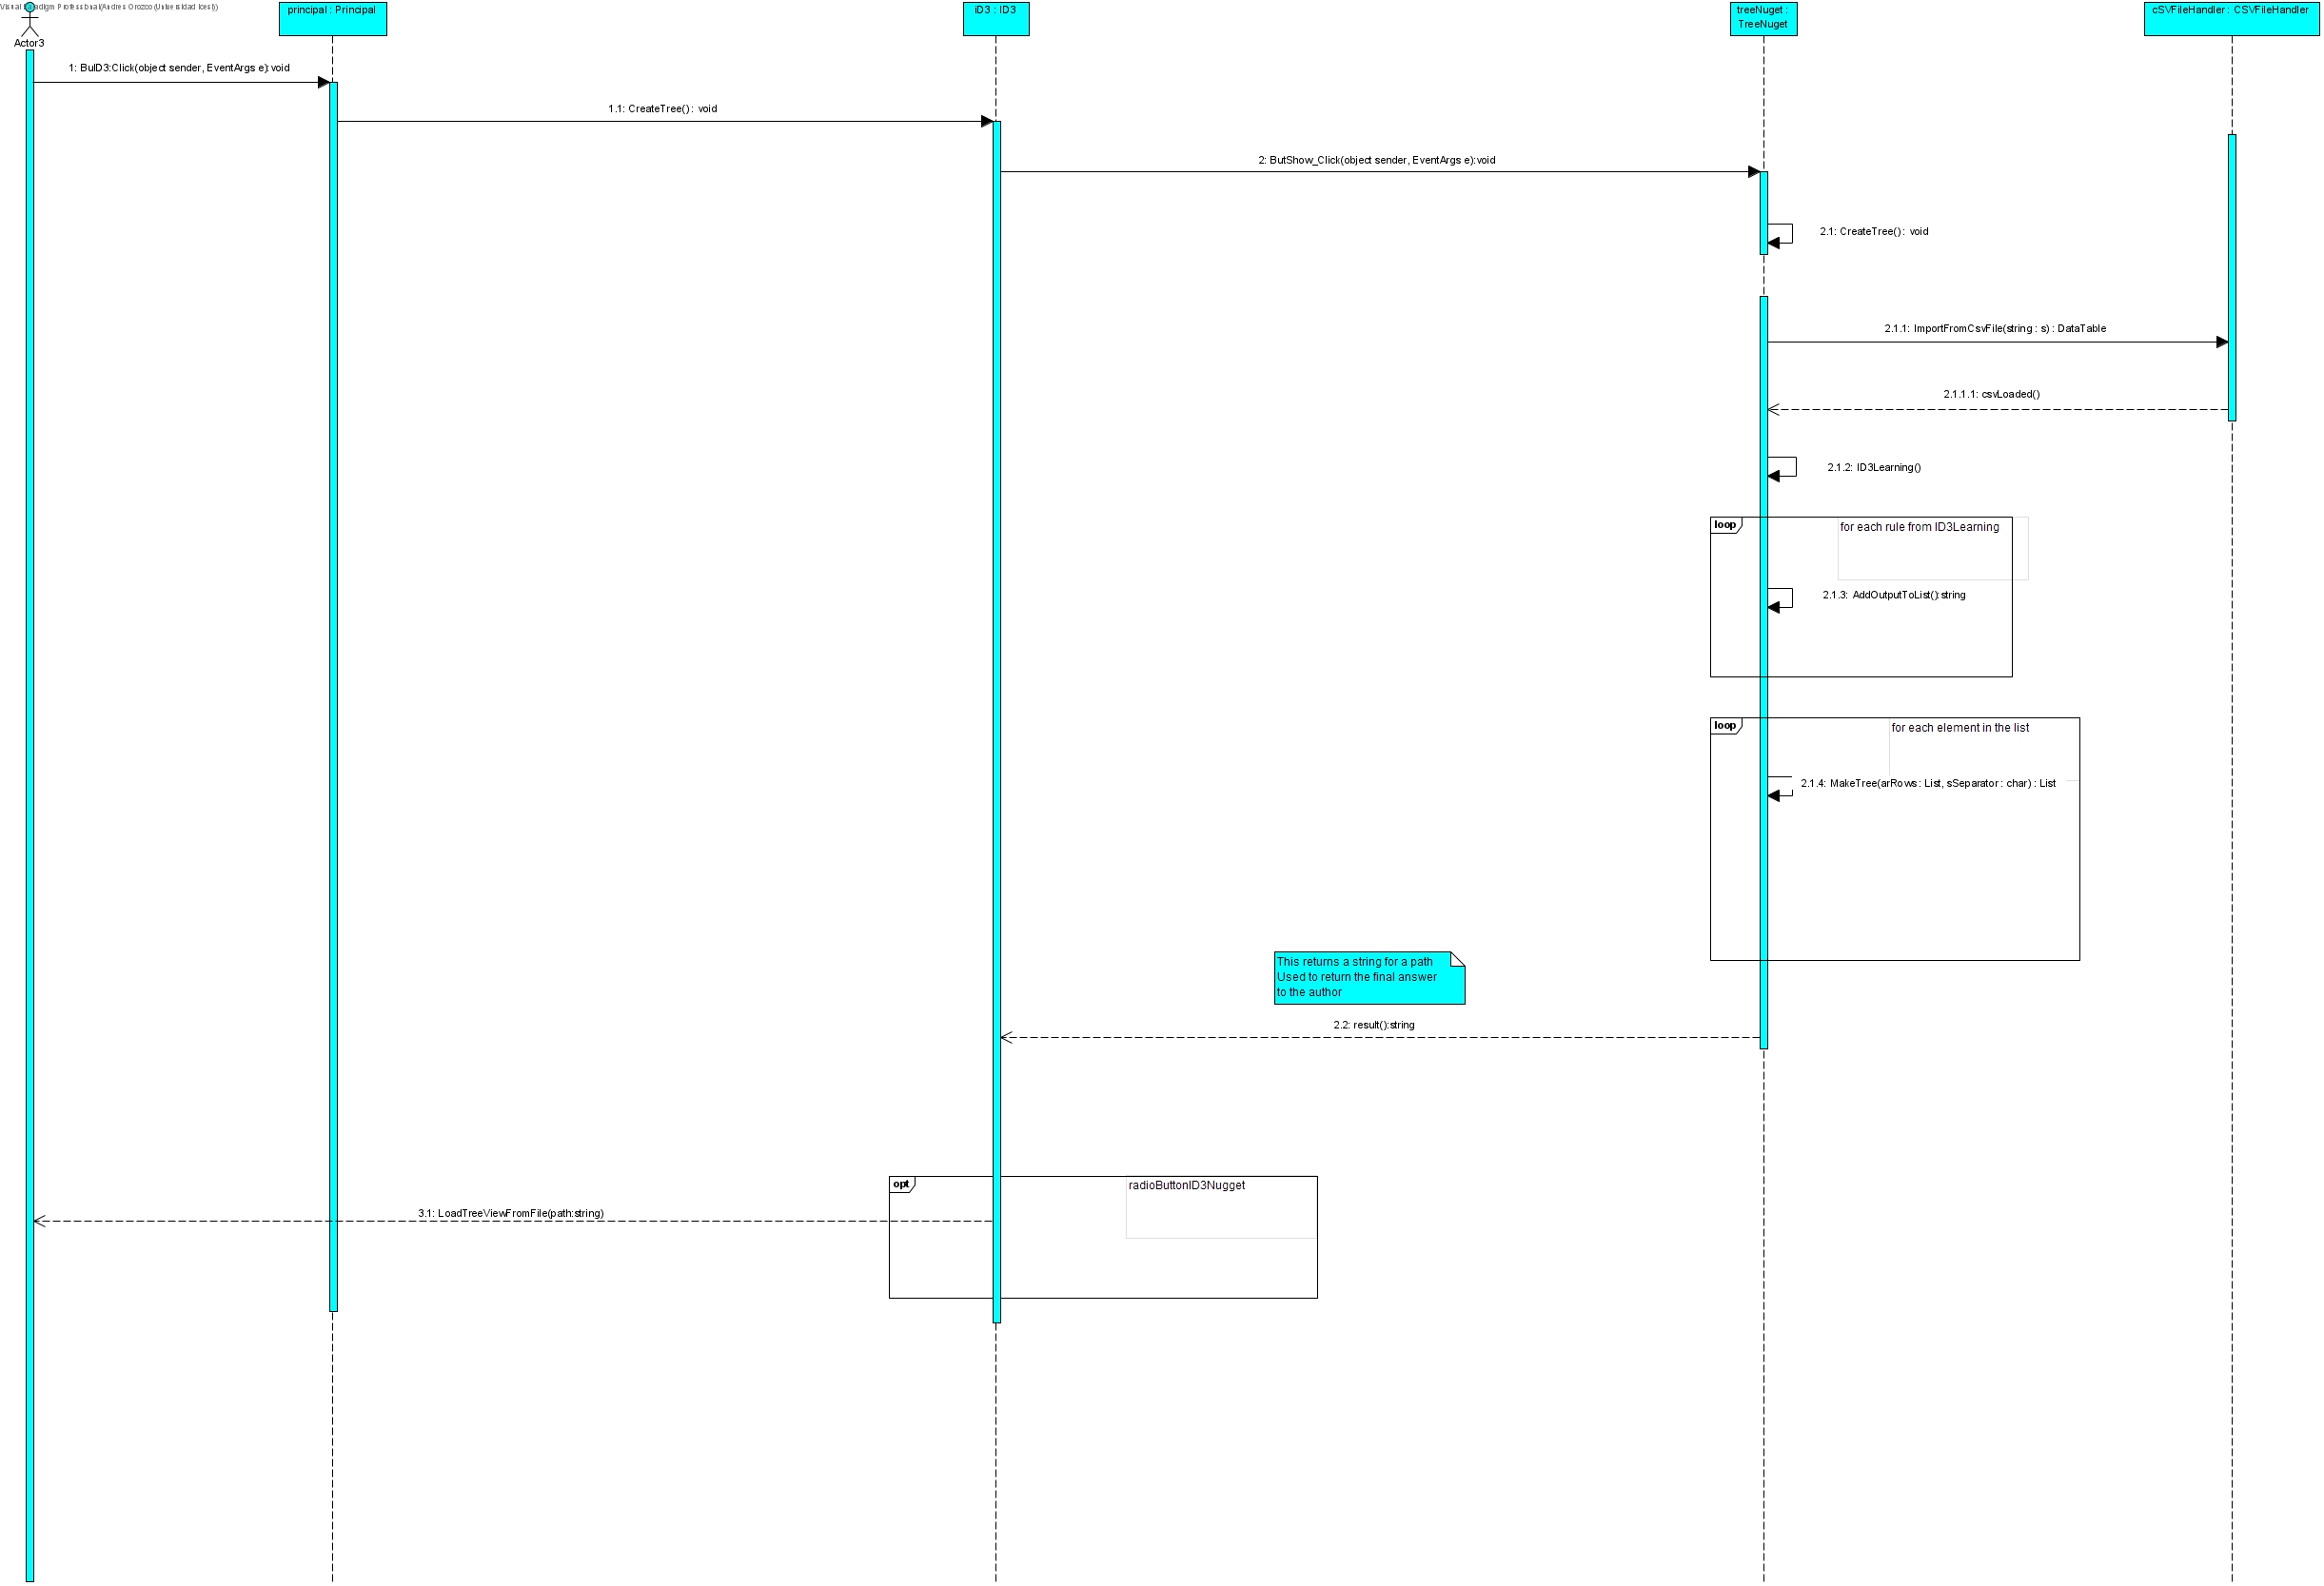 Visual Paradigm Professional(Andres Orozco(Universidad Icesi))
Actor3
principal : Principal
iD3 : ID3
treeNuget :
TreeNuget
cSVFileHandler : CSVFileHandler
1: BuID3:Click(object sender, EventArgs e):void
1.1: CreateTree() : void
2: ButShow_Click(object sender, EventArgs e):void
2.1: CreateTree() : void
2.1.1: ImportFromCsvFile(string : s) : DataTable
2.1.1.1: csvLoaded()
2.1.2: ID3Learning()
loop
for each rule from ID3Learning
2.1.3: AddOutputToList():string
loop
for each element in the list
2.1.4: MakeTree(arRows : List, sSeparator : char) : List
This returns a string for a path
Used to return the final answer
to the author
2.2: result():string
opt
radioButtonID3Nugget
3.1: LoadTreeViewFromFile(path:string)